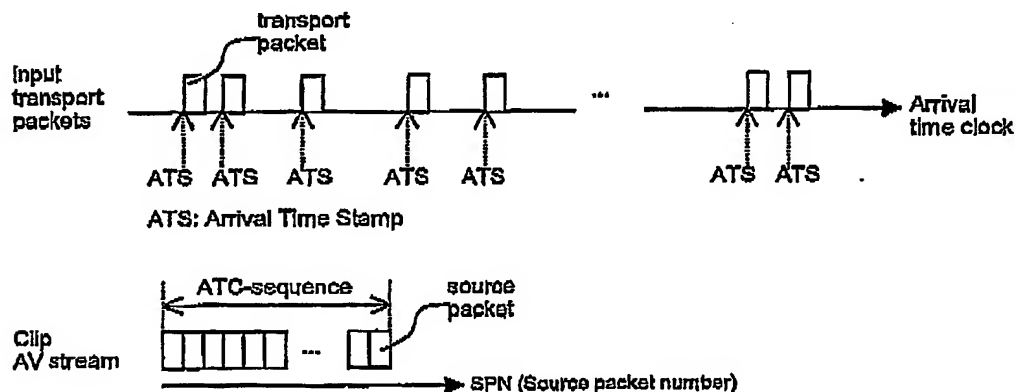 transport
packet
Input
transport
packets
...
Arrival
time clock
ATS ATS ATS ATS ATS ATS ATS
ATS: Arrival Time Stamp
ATC-sequence
source
packet
Clip
AV stream
...
SPN (Source packet number)